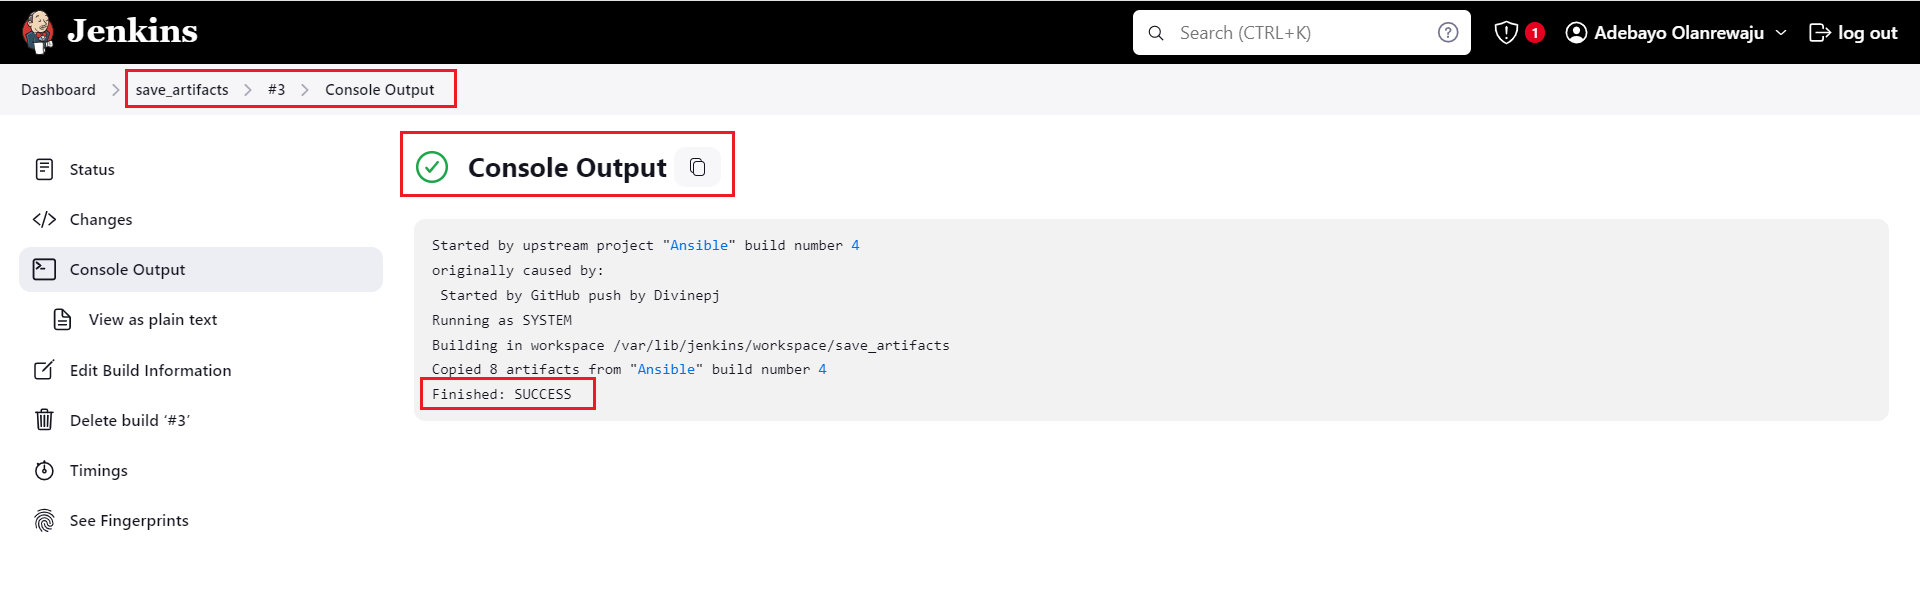 Jenkins
Search (CTRL+K)
1
Adebayo Olanrewaju
log out
Dashboard
save_artifacts
#3
Console Output
Status
Changes
Console Output
View as plain text
Edit Build Information
Delete build ‘#3’
Timings
See Fingerprints
Console Output
Started by upstream project "Ansible" build number 4
originally caused by:
Started by GitHub push by Divinepj
Running as SYSTEM
Building in workspace /var/lib/jenkins/workspace/save_artifacts
Copied 8 artifacts from "Ansible" build number 4
Finished: SUCCESS